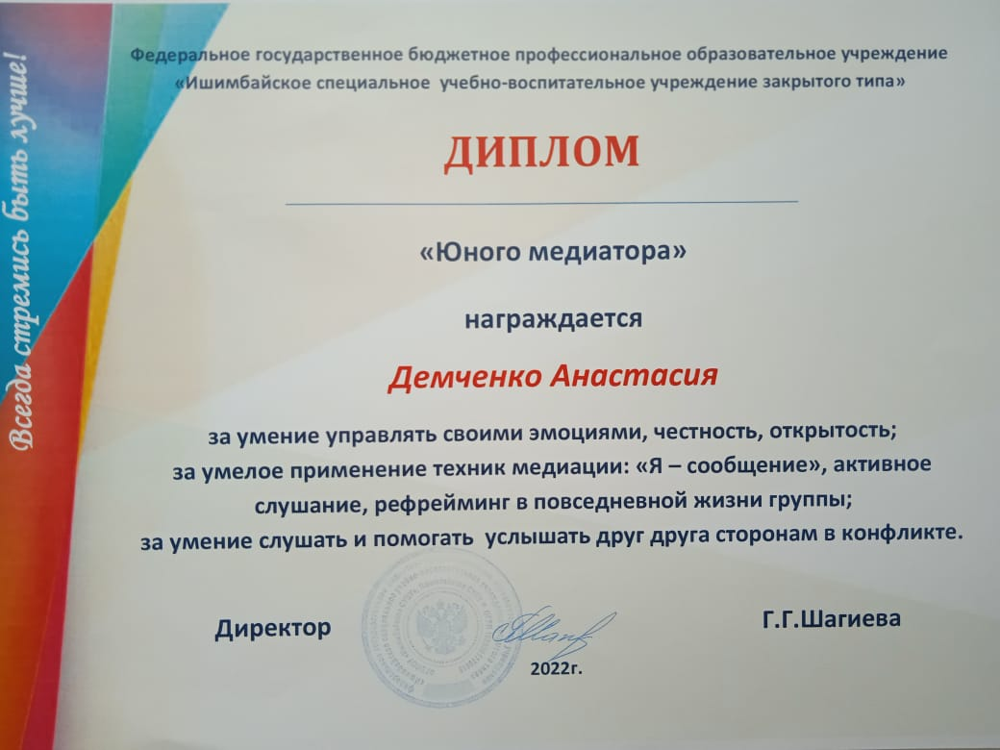 Всегда стремись быть лучше!
Федеральное государственное бюджетное профессиональное образовательное учреждение
«Ишимбайское специальное учебно-воспитательное учреждение закрытого типа»
ДИПЛОМ
«Юного медиатора»
награждается
Демченко Анастасия
за умение управлять своими эмоциями, честность, открытость;
за умелое применение техник медиации: «Я – сообщение», активное
слушание, рефрейминг в повседневной жизни группы;
за умение слушать и помогать услышать друг друга сторонам в конфликте.
Директор
Г.Г.Шагиева
2022г.